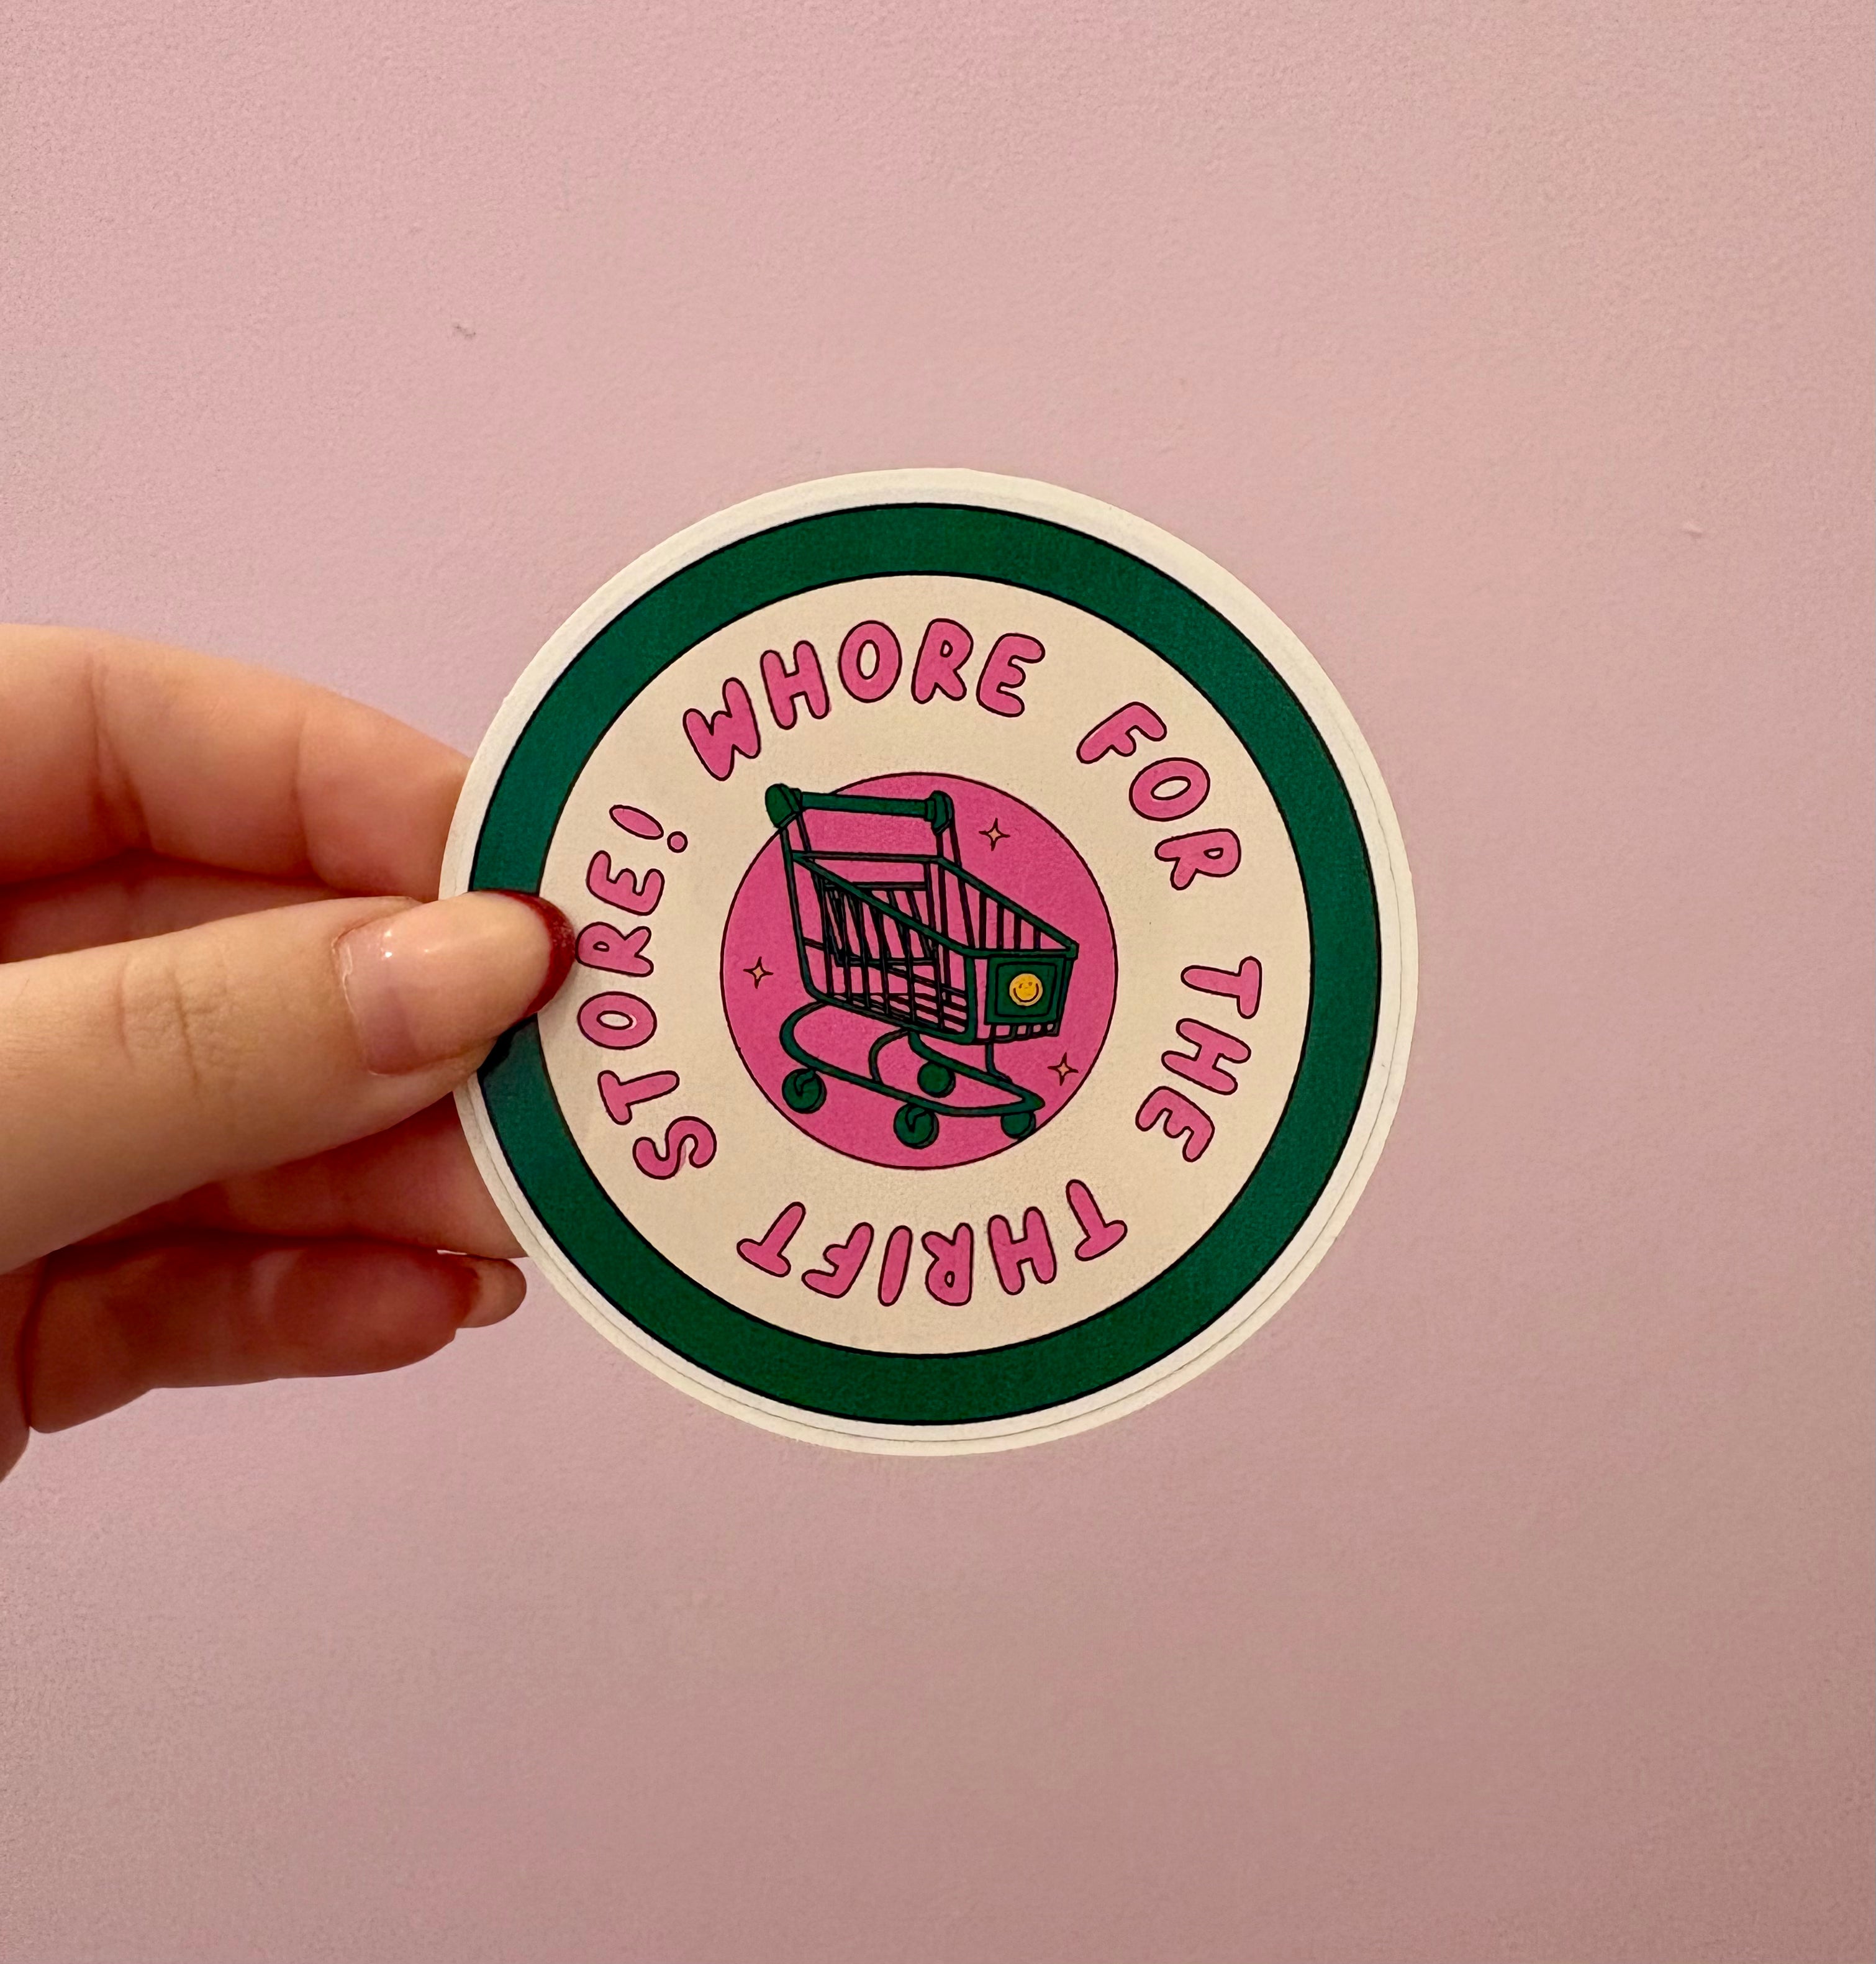 WHORE FOR THE THRIFT STORE!